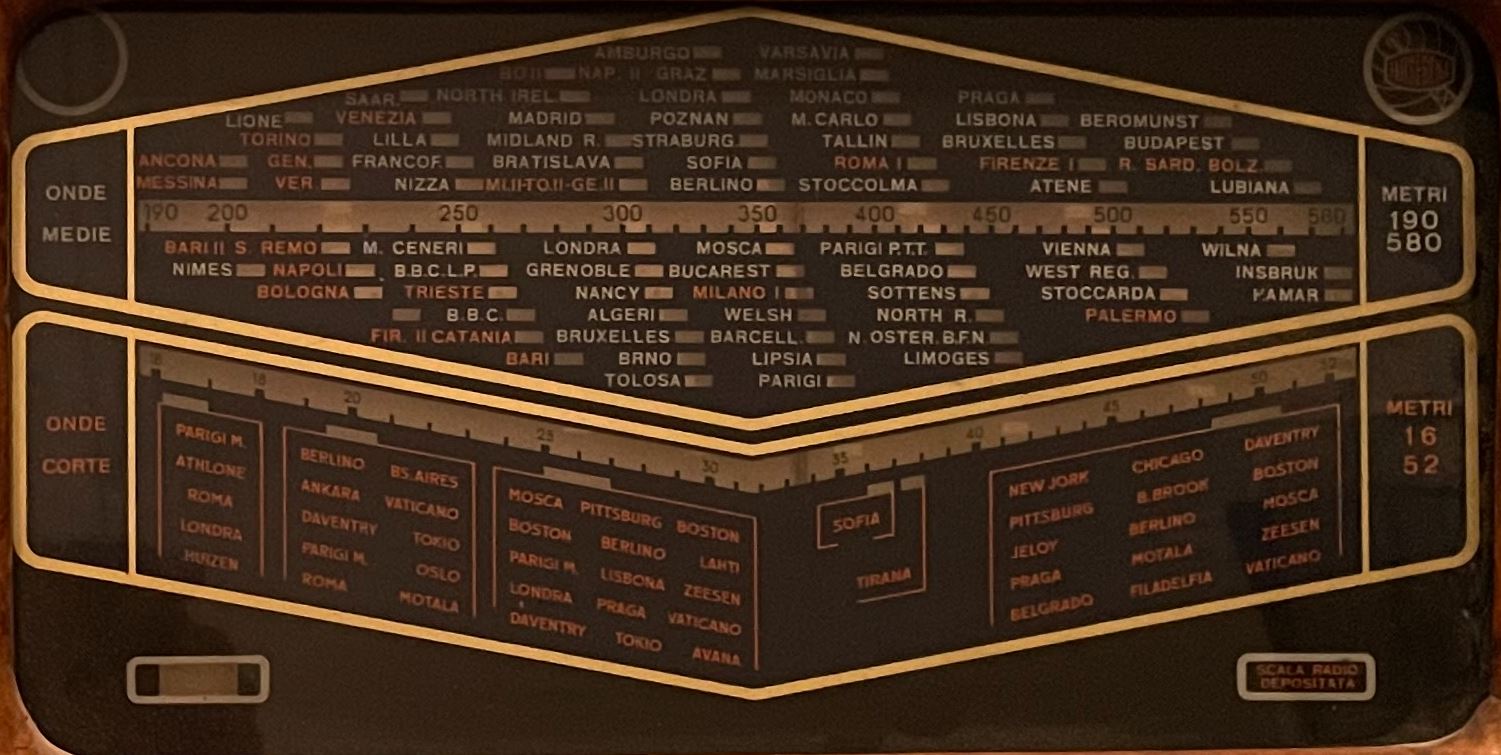 AMBURGO VARSAVIA
BO II NAP. II GRAZ MARSIGLIA
SAAR. NORTH IREL. LONDRA MONACO PRAGA
LIONE VENEZIA MADRID POZNAN M.CARLO LISBONA BEROMUNST
TORINO LILLA MIDLAND R. STRABURG TALLIN BRUXELLES BUDAPEST
ANCONA GEN. FRANCOF. BRATISLAVA SOFIA ROMA I FIRENZE I R. SARD. BOLZ.
MESSINA VER. NIZZA MI.II-TO.II-GE.II BERLINO STOCCOLMA ATENE LUBIANA
ONDE
MEDIE
190 200 250 300 350 400 450 500 550 580
METRI
190
580
BARI II S. REMO M. CENERI LONDRA MOSCA PARIGI P.T.T. VIENNA WILNA
NIMES NAPOLI B.B.C.L.P. GRENOBLE BUCAREST BELGRADO WEST REG. INSBRUK
BOLOGNA TRIESTE NANCY MILANO I SOTTENS STOCCARDA HAMAR
B.B.C. ALGERI WELSH NORTH R. PALERMO
FIR. II CATANIA BRUXELLES BARCELL. N OSTER.B.F.N.
BARI BRNO LIPSIA LIMOGES
TOLOSA PARIGI
ONDE
CORTE
16 18 20 25 30 35 40 45 50 52
METRI
16
52
PARIGI M.
ATHLONE
ROMA
LONDRA
HUIZEN
BERLINO BS.AIRES
ANKARA VATICANO
DAVENTRY TOKIO
PARIGI M. OSLO
ROMA MOTALA
MOSCA PITTSBURG BOSTON
BOSTON BERLINO LAHTI
PARIGI M. LISBONA ZEESEN
LONDRA PRAGA VATICANO
DAVENTRY TOKIO AVANA
SOFIA
TIRANA
NEW JORK CHICAGO DAVENTRY
PITTSBURG B.BROOK BOSTON
JELOY BERLINO MOSCA
PRAGA MOTALA ZEESEN
BELGRADO FILADELFIA VATICANO
SCALA RADIO
DEPOSITATA